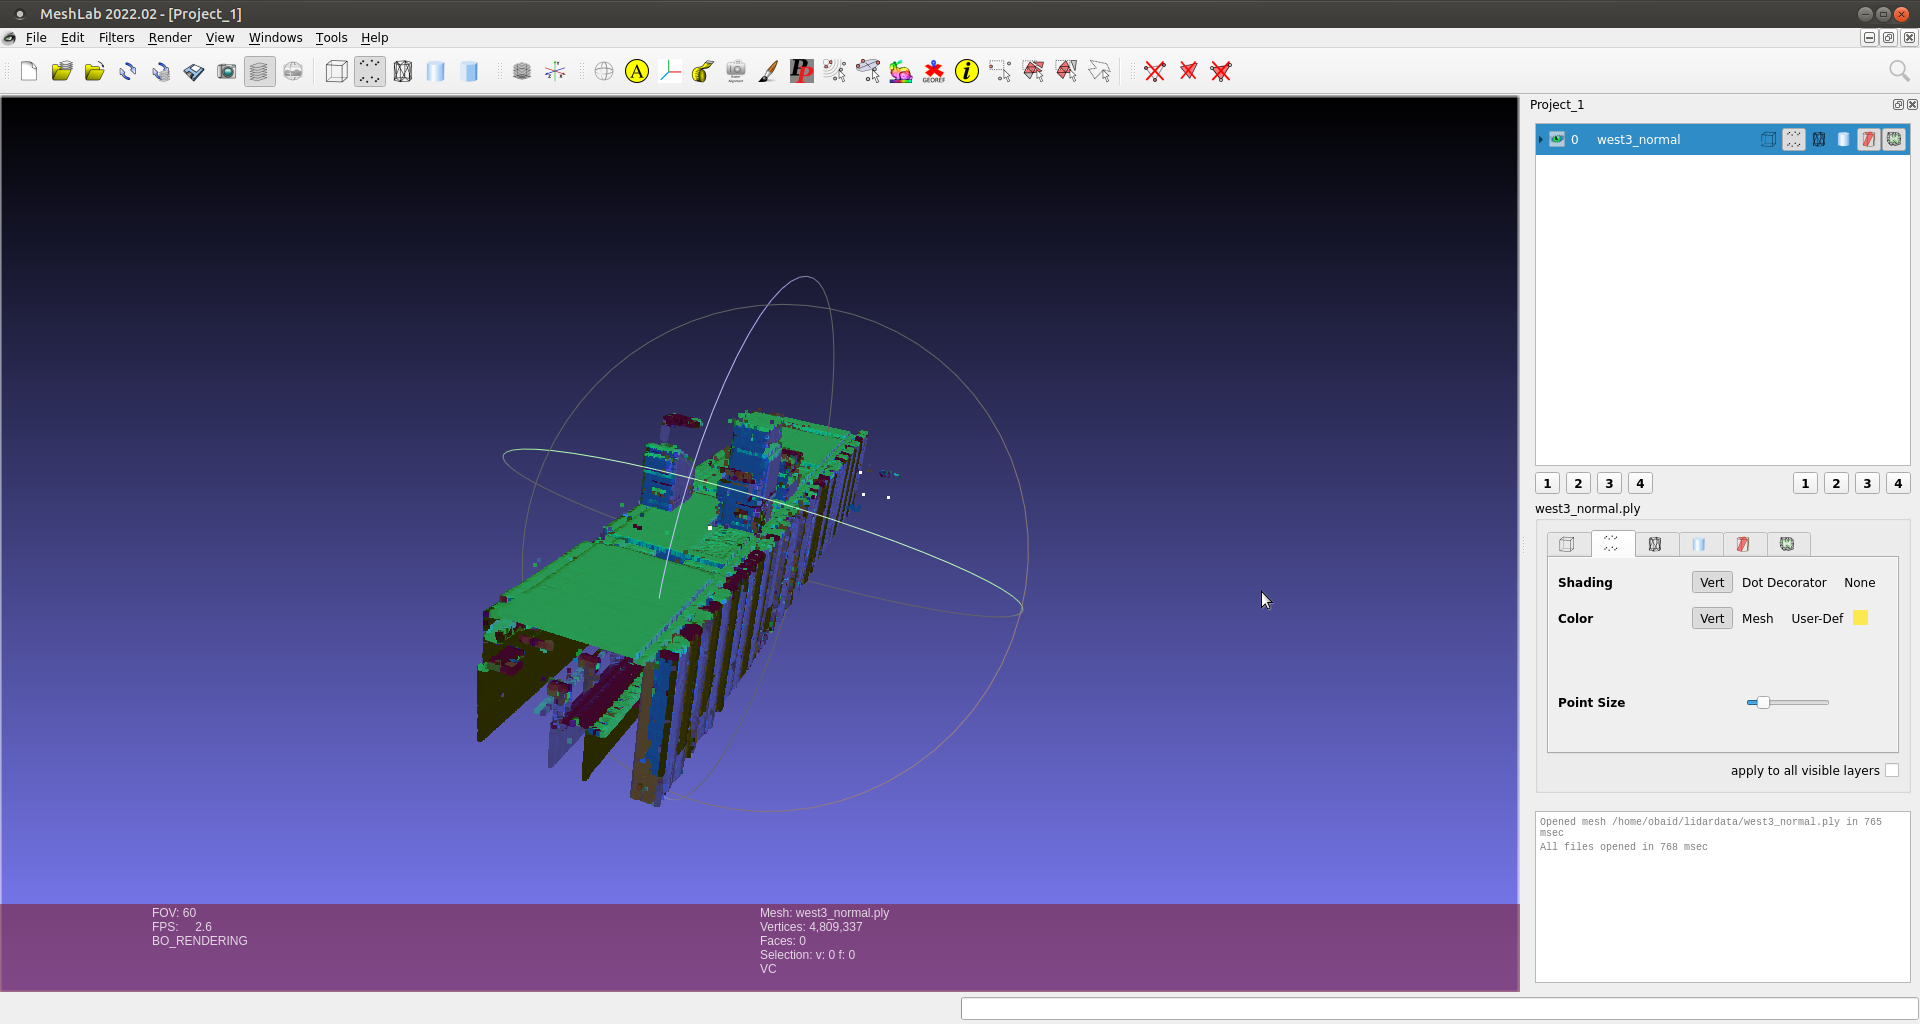 MeshLab 2022.02 - [Project_1]
File Edit Filters Render View Windows Tools Help
A
PP
GEOREF
i
Project_1
0 west3_normal
1 2 3 4 1 2 3 4
west3_normal.ply
Shading Vert Dot Decorator None
Color Vert Mesh User-Def
Point Size
apply to all visible layers
Opened mesh /home/obaid/lidardata/west3_normal.ply in 765
msec
All files opened in 768 msec
FOV: 60
FPS: 2.6
BO_RENDERING
Mesh: west3_normal.ply
Vertices: 4,809,337
Faces: 0
Selection: v: 0 f: 0
VC